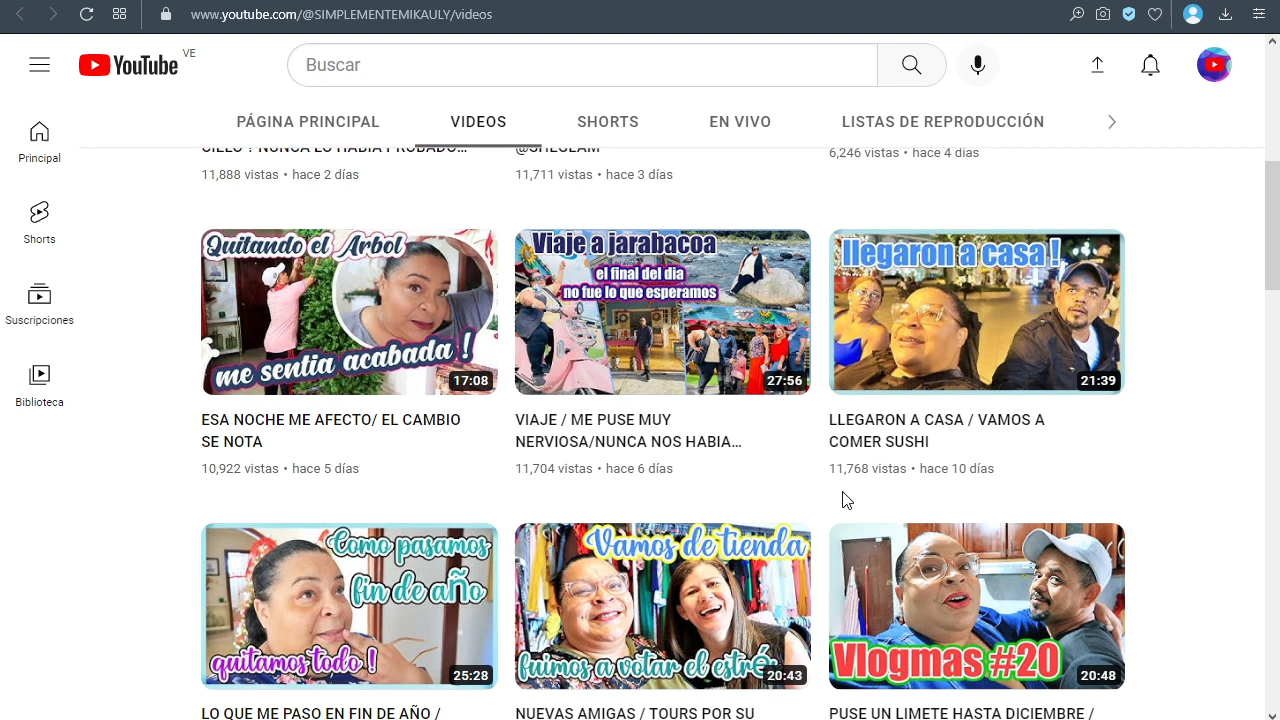 www.youtube.com/@SIMPLEMENTEMIKAULY/videos
YouTube VE
Buscar
PÁGINA PRINCIPAL
VIDEOS
SHORTS
EN VIVO
LISTAS DE REPRODUCCIÓN
Principal
Shorts
Suscripciones
Biblioteca
11,888 vistas • hace 2 días
@SHEGLAM
11,711 vistas • hace 3 días
6,246 vistas • hace 4 días
Quitando el Arbol
me sentia acabada !
17:08
ESA NOCHE ME AFECTO/ EL CAMBIO
SE NOTA
10,922 vistas • hace 5 días
Viaje a jarabacoa
el final del dia
no fue lo que esperamos
27:56
VIAJE / ME PUSE MUY
NERVIOSA/NUNCA NOS HABIA...
11,704 vistas • hace 6 días
llegaron a casa !
21:39
LLEGARON A CASA / VAMOS A
COMER SUSHI
11,768 vistas • hace 10 días
Como pasamos
fin de año
quitamos todo !
25:28
LO QUE ME PASO EN FIN DE AÑO /
Vamos de tienda
fuimos a votar el estré
20:43
NUEVAS AMIGAS / TOURS POR SU
Vlogmas #20
20:48
PUSE UN LIMETE HASTA DICIEMBRE /